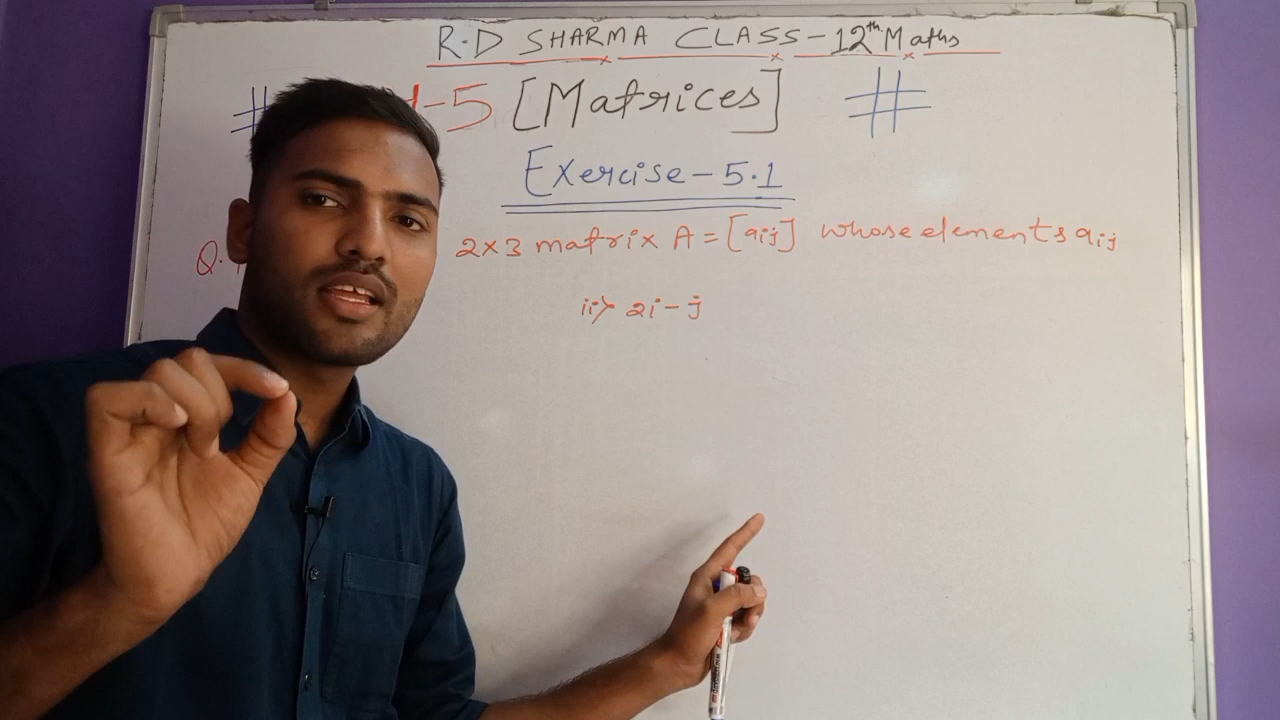 R.D SHARMA CLASS-12th Maths
# -5 [Matrices] #
Exercise-5.1
Q. 2×3 matrix A = [aij] whose elements aij
ii> 2i-j